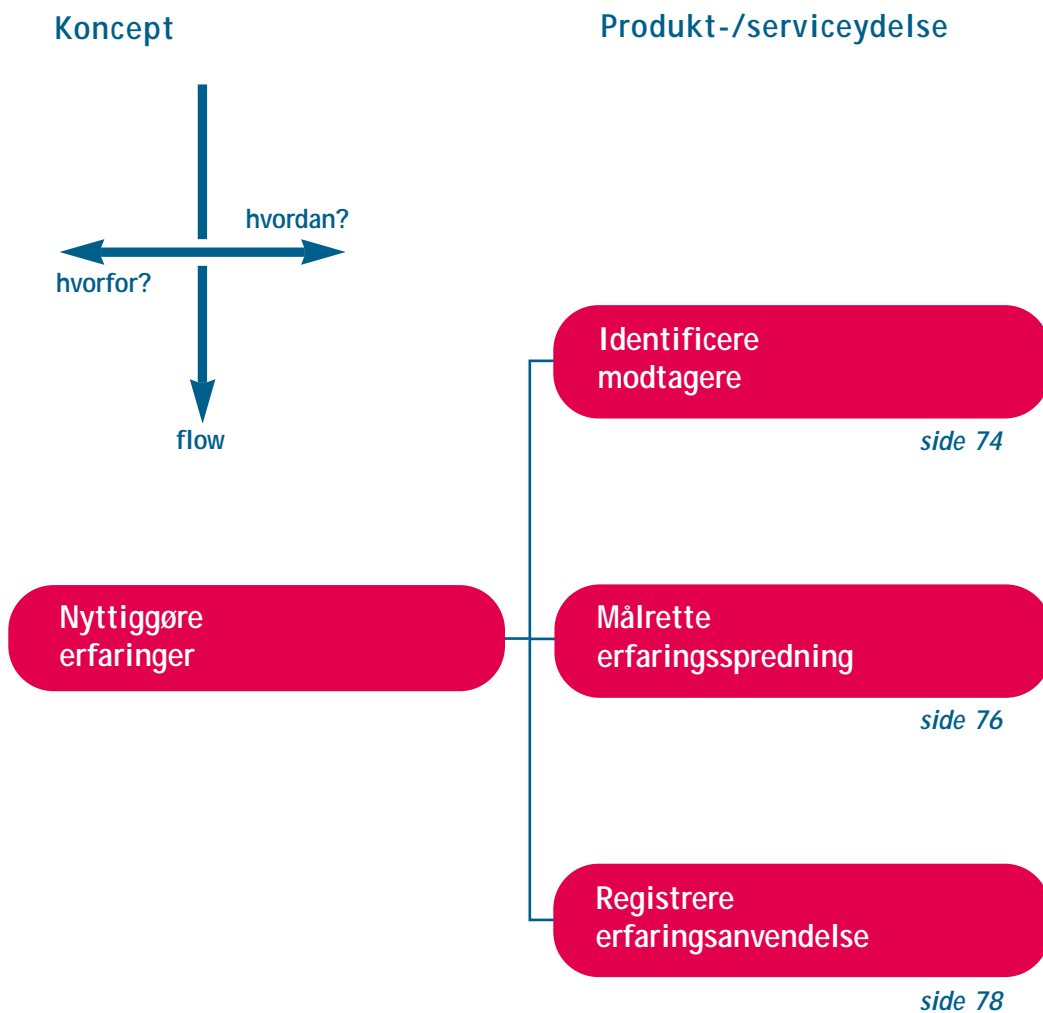 Koncept
Produkt-/serviceydelse
hvordan?
hvorfor?
flow
Identificere
modtagere
side 74
Nyttiggøre
erfaringer
Målrette
erfaringsspredning
side 76
Registrere
erfaringsanvendelse
side 78